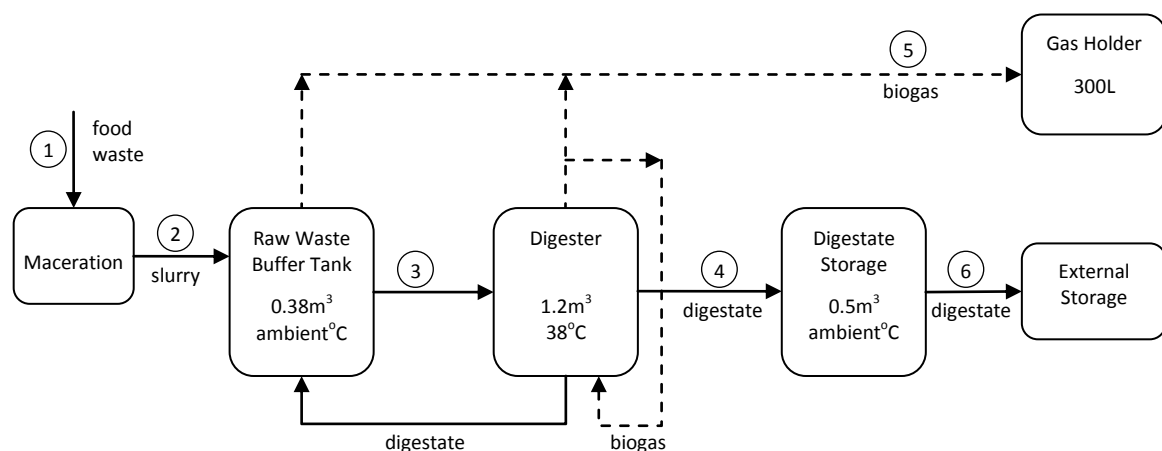 5
Gas Holder
300L
biogas
1
food
waste
2
Maceration
slurry
Raw Waste
Buffer Tank
0.38m³
ambient°C
3
Digester
1.2m³
38°C
4
digestate
Digestate
Storage
0.5m³
ambient°C
6
digestate
External
Storage
digestate
biogas